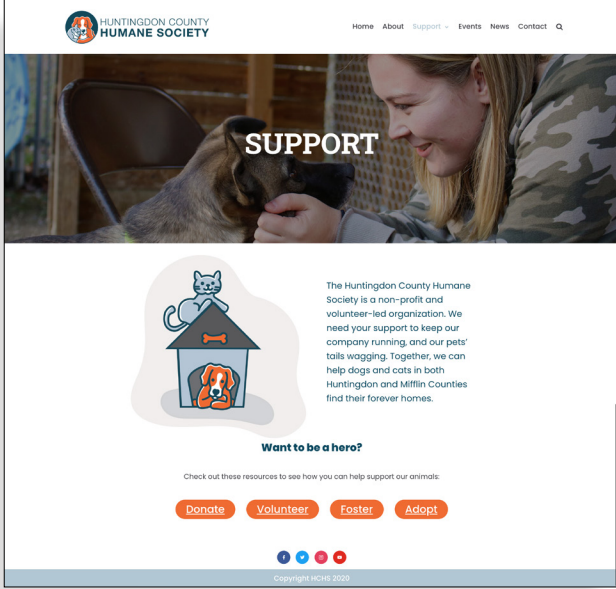 HUNTINGDON COUNTY
HUMANE SOCIETY
Home About Support Events News Contact
SUPPORT
The Huntingdon County Humane
Society is a non-profit and
volunteer-led organization. We
need your support to keep our
company running, and our pets’
tails wagging. Together, we can
help dogs and cats in both
Huntingdon and Mifflin Counties
find their forever homes.
Want to be a hero?
Check out these resources to see how you can help support our animals:
Donate Volunteer Foster Adopt
Copyright HCHS 2020